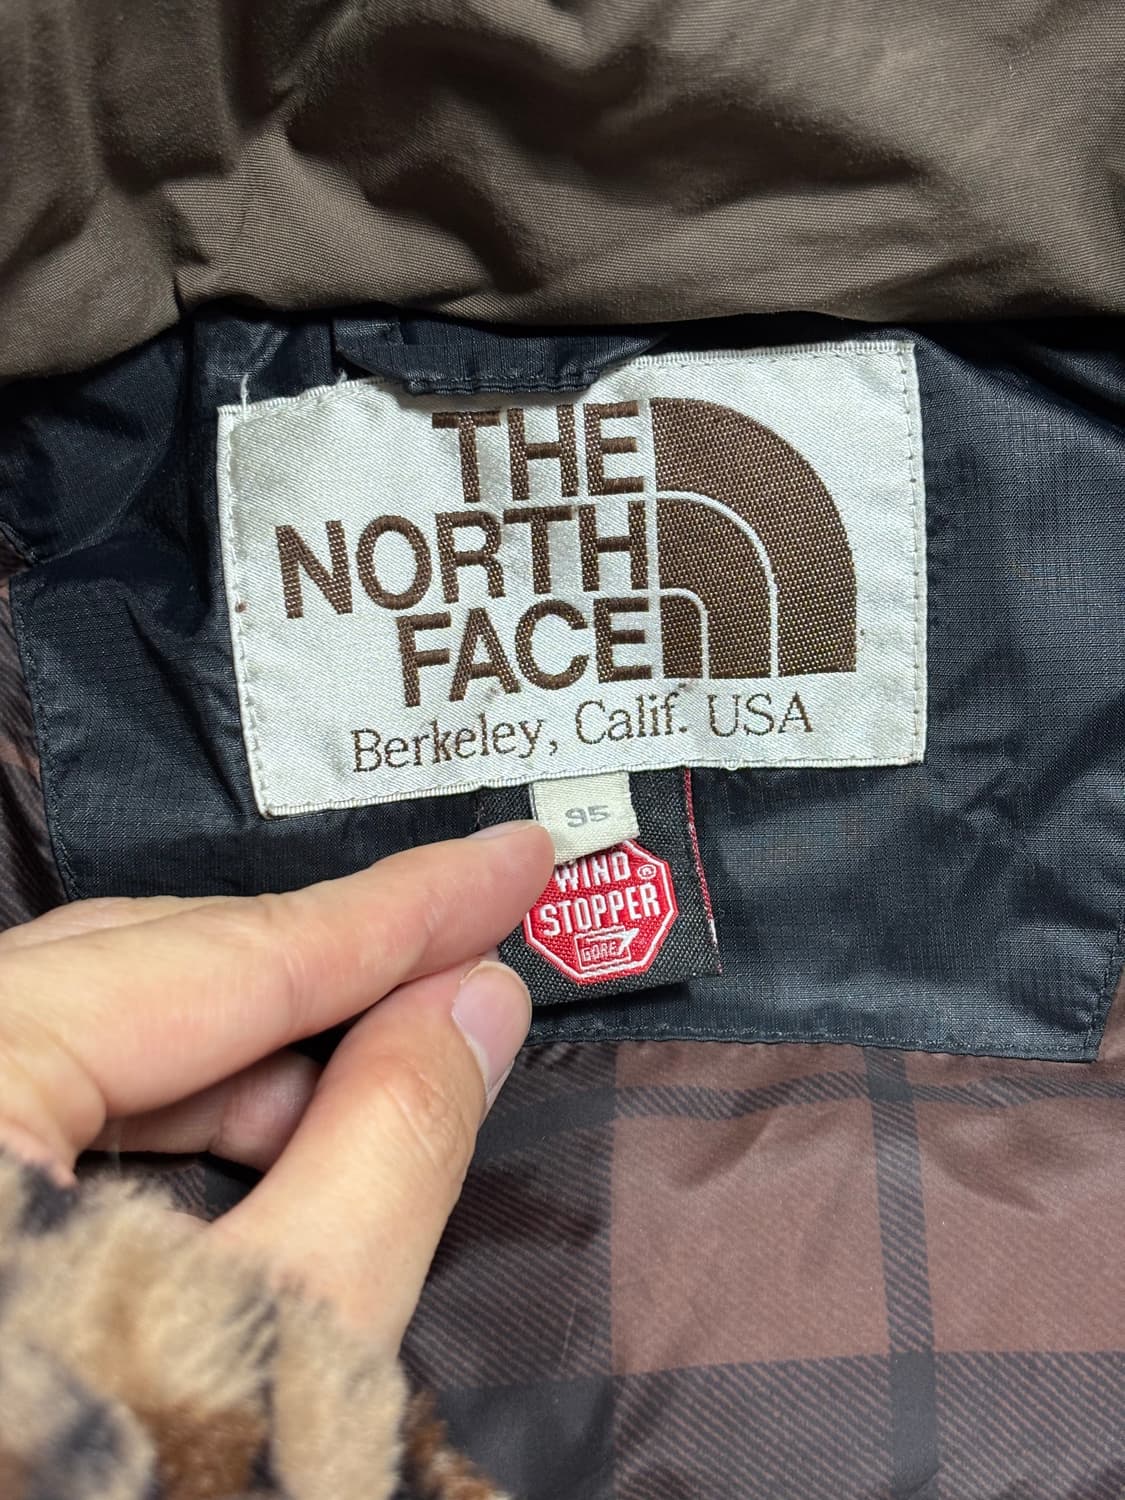 THE
NORTH
FACE
Berkeley, Calif. USA
95
WIND
STOPPER®
GORE